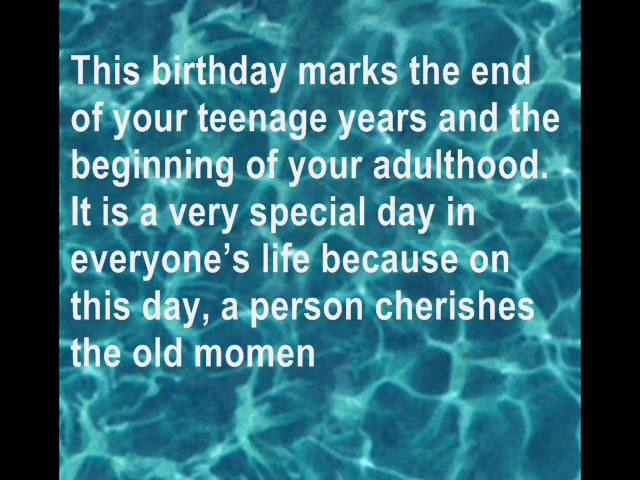 This birthday marks the end
of your teenage years and the
beginning of your adulthood.
It is a very special day in
everyone’s life because on
this day, a person cherishes
the old momen